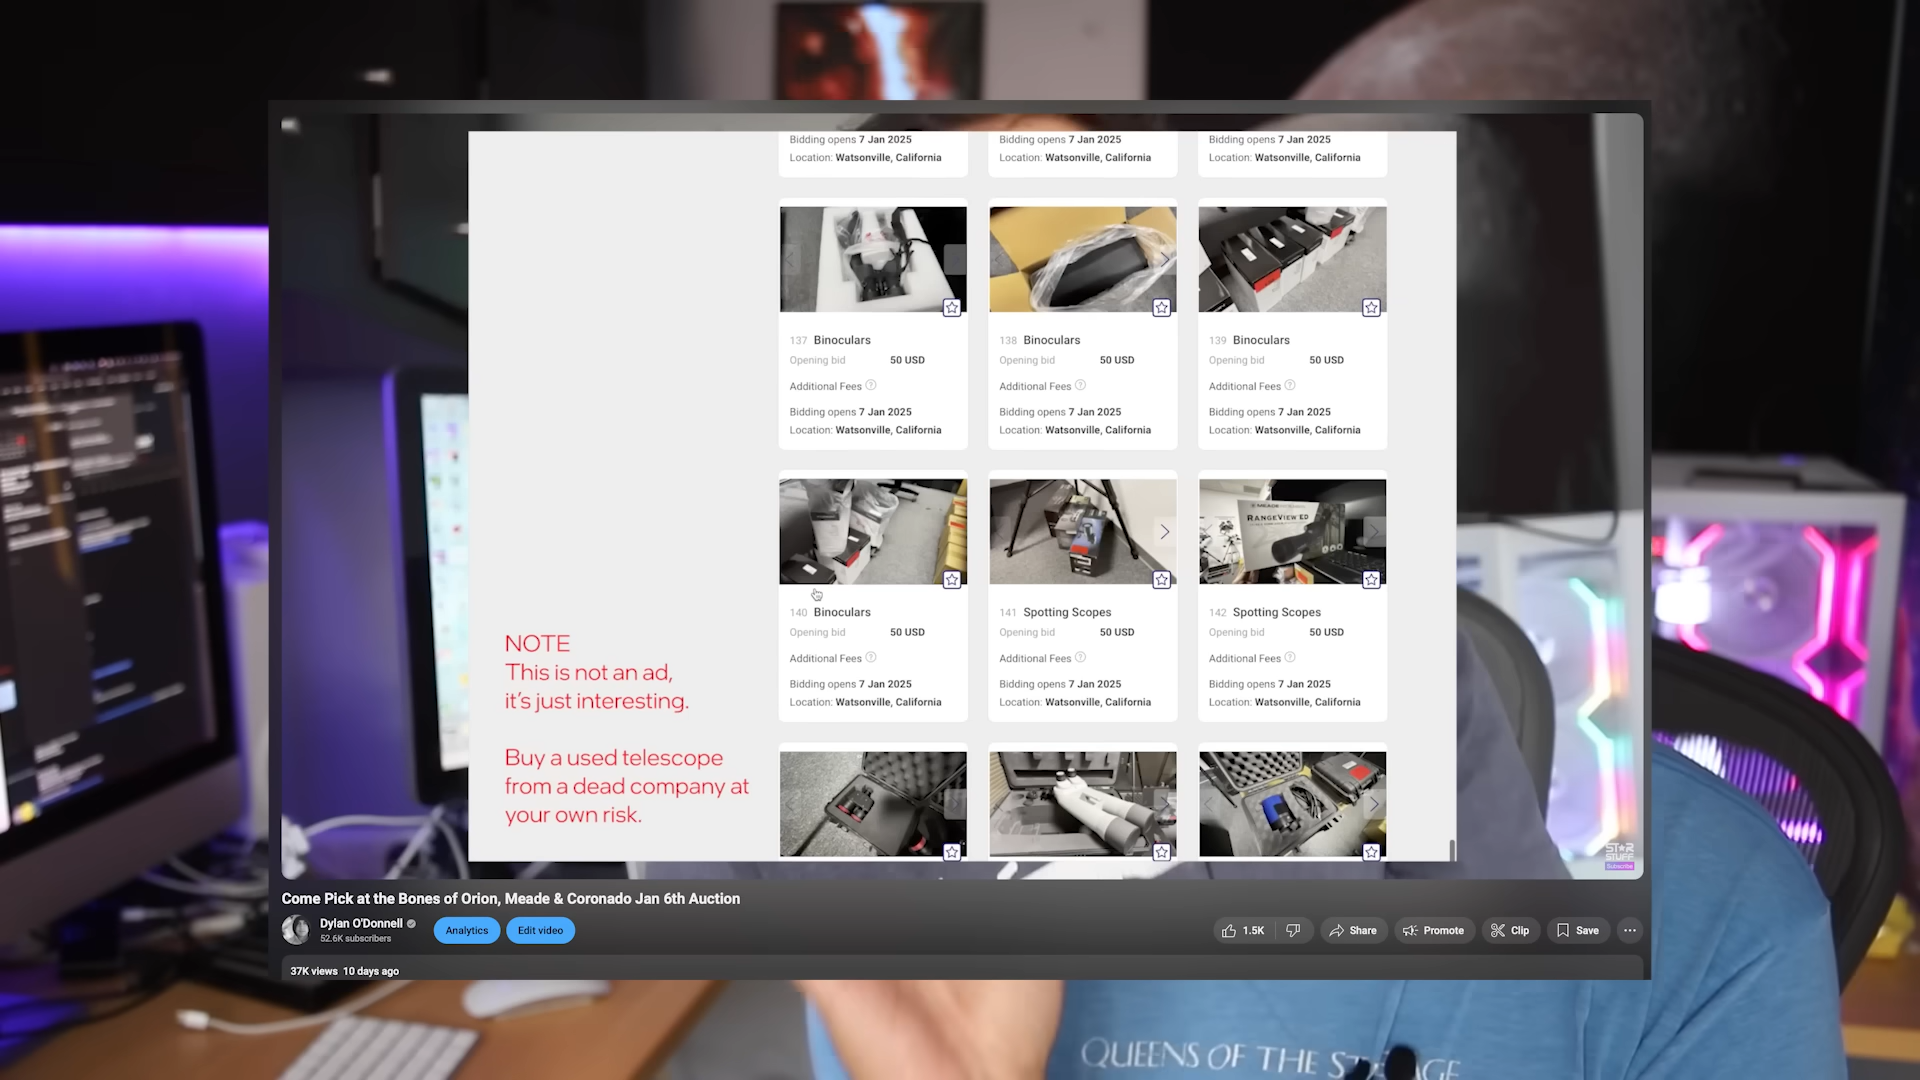 Bidding opens 7 Jan 2025
Location: Watsonville, California
Bidding opens 7 Jan 2025
Location: Watsonville, California
Bidding opens 7 Jan 2025
Location: Watsonville, California
137 Binoculars
Opening bid 50 USD
Additional Fees ?
Bidding opens 7 Jan 2025
Location: Watsonville, California
138 Binoculars
Opening bid 50 USD
Additional Fees ?
Bidding opens 7 Jan 2025
Location: Watsonville, California
139 Binoculars
Opening bid 50 USD
Additional Fees ?
Bidding opens 7 Jan 2025
Location: Watsonville, California
MEADE
RANGEVIEW ED
140 Binoculars
Opening bid 50 USD
Additional Fees ?
Bidding opens 7 Jan 2025
Location: Watsonville, California
141 Spotting Scopes
Opening bid 50 USD
Additional Fees ?
Bidding opens 7 Jan 2025
Location: Watsonville, California
142 Spotting Scopes
Opening bid 50 USD
Additional Fees ?
Bidding opens 7 Jan 2025
Location: Watsonville, California
NOTE
This is not an ad,
it's just interesting.
Buy a used telescope
from a dead company at
your own risk.
STAR
STUFF
Subscribe
Come Pick at the Bones of Orion, Meade & Coronado Jan 6th Auction
Dylan O'Donnell
52.6K subscribers
Analytics
Edit video
1.5K
Share
Promote
Clip
Save
37K views 10 days ago
QUEENS OF THE